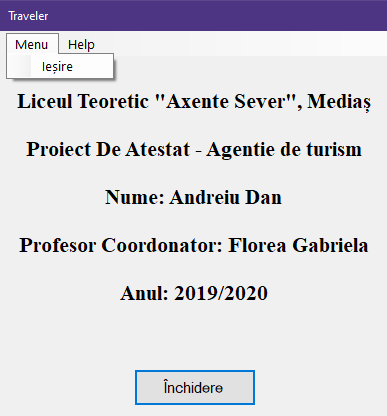 Traveler
Menu Help
Ieșire
Liceul Teoretic "Axente Sever", Mediaș
Proiect De Atestat - Agentie de turism
Nume: Andreiu Dan
Profesor Coordonator: Florea Gabriela
Anul: 2019/2020
Închidere